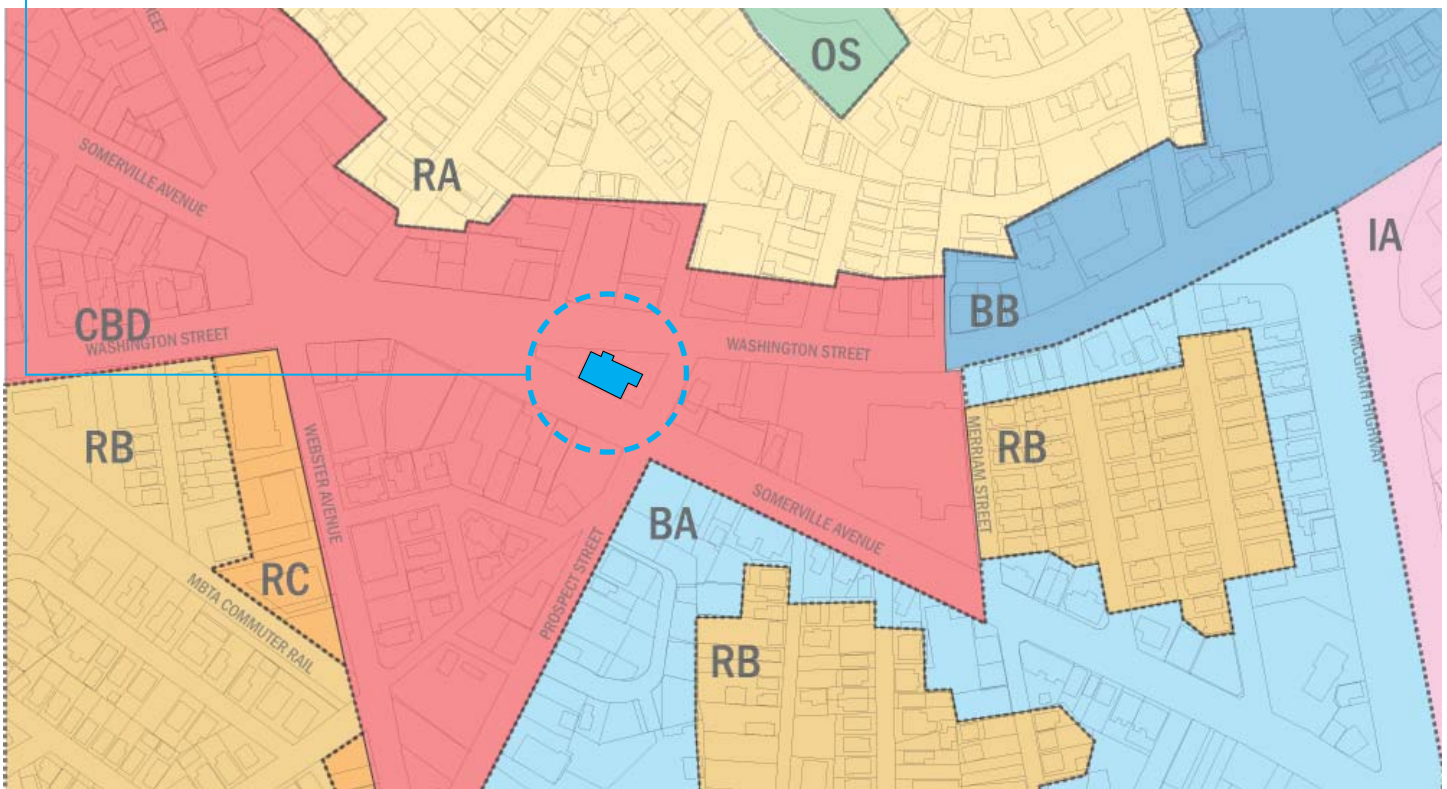 REET
OS
SOMERVILLE AVENUE
RA
IA
BB
CBD
WASHINGTON STREET
WASHINGTON STREET
MCGRATH HIGHWAY
RB
WEBSTER AVENUE
MERRIAM STREET
RB
BA
SOMERVILLE AVENUE
PROSPECT STREET
RC
MBTA COMMUTER RAIL
RB